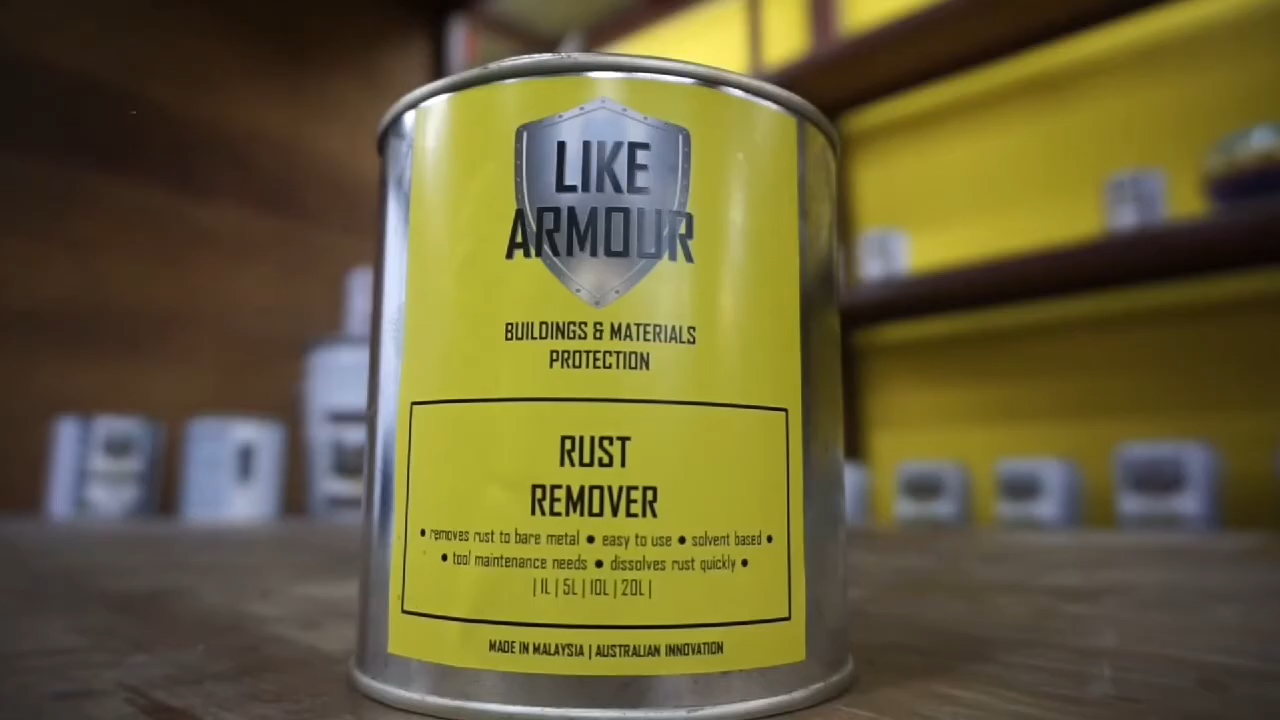 LIKE
ARMOUR
BUILDINGS & MATERIALS
PROTECTION
RUST
REMOVER
• removes rust to bare metal • easy to use • solvent based •
• tool maintenance needs • dissolves rust quickly •
| 1L | 5L | 10L | 20L |
MADE IN MALAYSIA | AUSTRALIAN INNOVATION